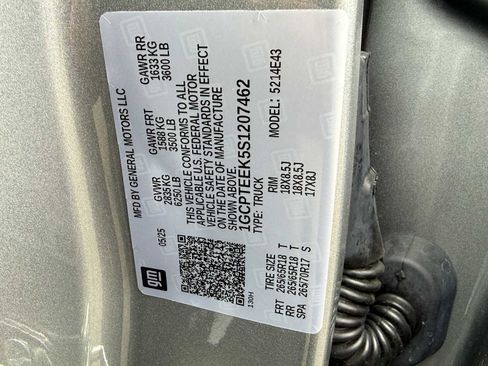 gm
MFD BY GENERAL MOTORS LLC
05/25
GVWR GAWR FRT GAWR RR
2835 KG 1588 KG 1633 KG
6250 LB 3500 LB 3600 LB
THIS VEHICLE CONFORMS TO ALL
APPLICABLE U.S. FEDERAL MOTOR
VEHICLE SAFETY STANDARDS IN EFFECT
ON THE DATE OF MANUFACTURE
SHOWN ABOVE.
1GCPTEEK5S1207462
TYPE: TRUCK MODEL: 5214E43
TIRE SIZE RIM
FRT 265/65R18 T 18X8.5J
RR 265/65R18 T 18X8.5J
SPA 265/70R17 S 17X8J
130H